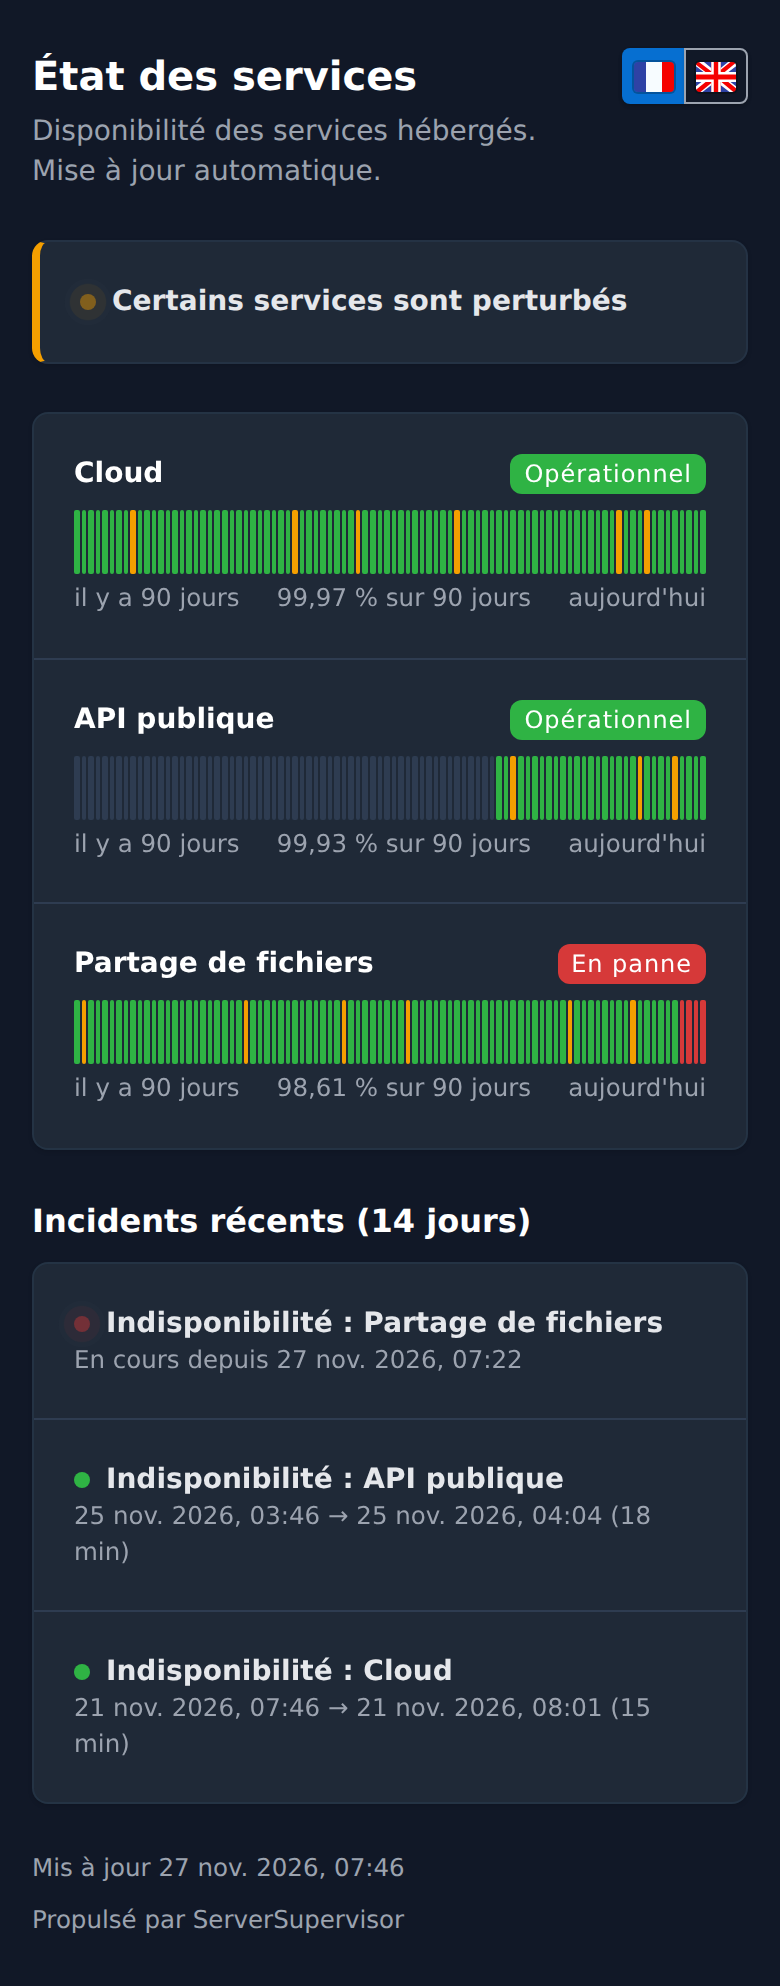 État des services
Disponibilité des services hébergés.
Mise à jour automatique.
Certains services sont perturbés
Cloud
Opérationnel
il y a 90 jours
99,97 % sur 90 jours
aujourd'hui
API publique
Opérationnel
il y a 90 jours
99,93 % sur 90 jours
aujourd'hui
Partage de fichiers
En panne
il y a 90 jours
98,61 % sur 90 jours
aujourd'hui
Incidents récents (14 jours)
Indisponibilité : Partage de fichiers
En cours depuis 27 nov. 2026, 07:22
Indisponibilité : API publique
25 nov. 2026, 03:46 → 25 nov. 2026, 04:04 (18
min)
Indisponibilité : Cloud
21 nov. 2026, 07:46 → 21 nov. 2026, 08:01 (15
min)
Mis à jour 27 nov. 2026, 07:46
Propulsé par ServerSupervisor